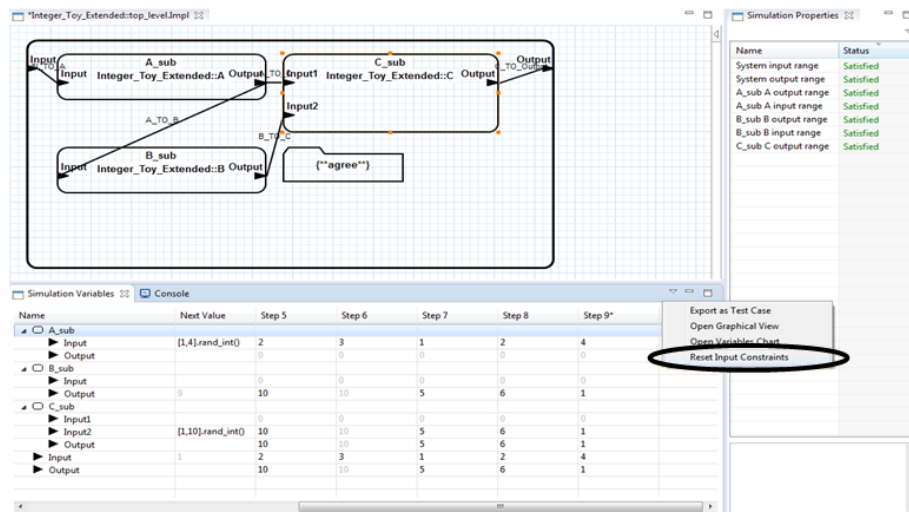 *Integer_Toy_Extended::top_level.Impl
Input
A_sub
Input
Integer_Toy_Extended::A
Output
C_sub
Input1
Integer_Toy_Extended::C
Output
Output
C_TO_Output
Input2
A_TO_B
B_TO_C
B_sub
Input
Integer_Toy_Extended::B
Output
{**agree**}
Simulation Properties
Name Status
System input range Satisfied
System output range Satisfied
A_sub A output range Satisfied
A_sub A input range Satisfied
B_sub B output range Satisfied
B_sub B input range Satisfied
C_sub C output range Satisfied
Simulation Variables Console
Name Next Value Step 5 Step 6 Step 7 Step 8 Step 9*
A_sub
Input [1,4].rand_int() 2 3 1 2 4
Output 0 0 0 0 0
B_sub
Input 0 0 0 0 0
Output 9 10 10 5 6 1
C_sub
Input1 0 0 0 0 0
Input2 [1,10].rand_int() 10 10 5 6 1
Output 10 10 5 6 1
Input 1 2 3 1 2 4
Output 10 10 5 6 1
Export as Test Case
Open Graphical View
Open Variables Chart
Reset Input Constraints